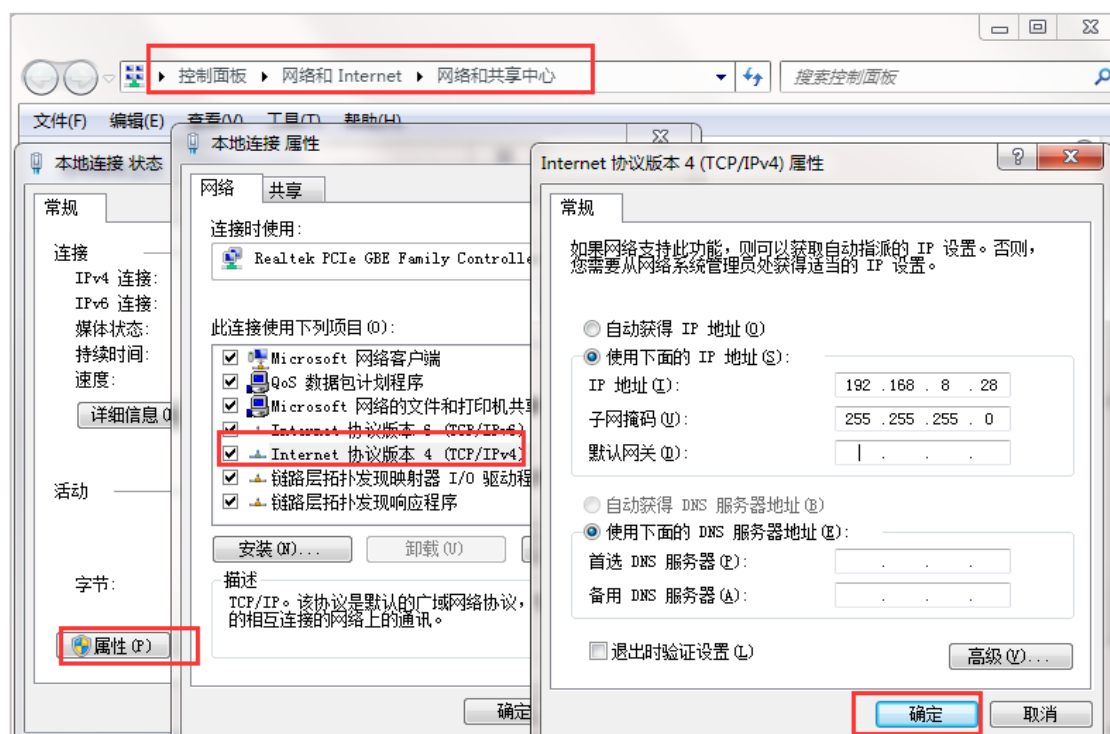 控制面板 ▸ 网络和 Internet ▸ 网络和共享中心
搜索控制面板
文件(F) 编辑(E) 查看(V) 工具(T) 帮助(H)
本地连接 状态
常规
连接
IPv4 连接:
IPv6 连接:
媒体状态:
持续时间:
速度:
详细信息
活动
字节:
属性(P)
本地连接 属性
网络
共享
连接时使用:
Realtek PCIe GBE Family Controlle
此连接使用下列项目(O):
Microsoft 网络客户端
QoS 数据包计划程序
Microsoft 网络的文件和打印机共享
Internet 协议版本 6 (TCP/IPv6)
Internet 协议版本 4 (TCP/IPv4)
链路层拓扑发现映射器 I/O 驱动程
链路层拓扑发现响应程序
安装(N)...
卸载(U)
描述
TCP/IP。该协议是默认的广域网络协议,
的相互连接的网络上的通讯。
确定
Internet 协议版本 4 (TCP/IPv4) 属性
常规
如果网络支持此功能,则可以获取自动指派的 IP 设置。否则,
您需要从网络系统管理员处获得适当的 IP 设置。
自动获得 IP 地址(O)
使用下面的 IP 地址(S):
IP 地址(I): 192 .168 . 8 . 28
子网掩码(U): 255 .255 .255 . 0
默认网关(D): . . .
自动获得 DNS 服务器地址(B)
使用下面的 DNS 服务器地址(E):
首选 DNS 服务器(P): . . .
备用 DNS 服务器(A): . . .
退出时验证设置(L)
高级(V)...
确定
取消